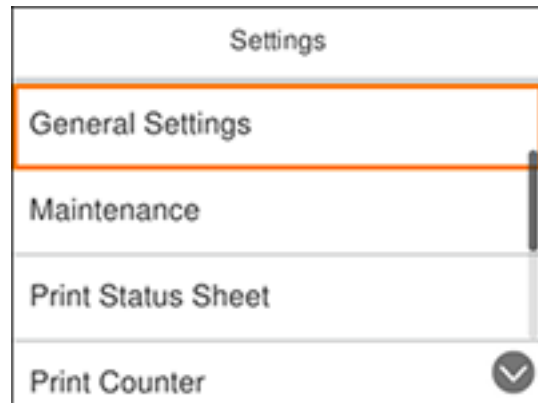 Settings
General Settings
Maintenance
Print Status Sheet
Print Counter